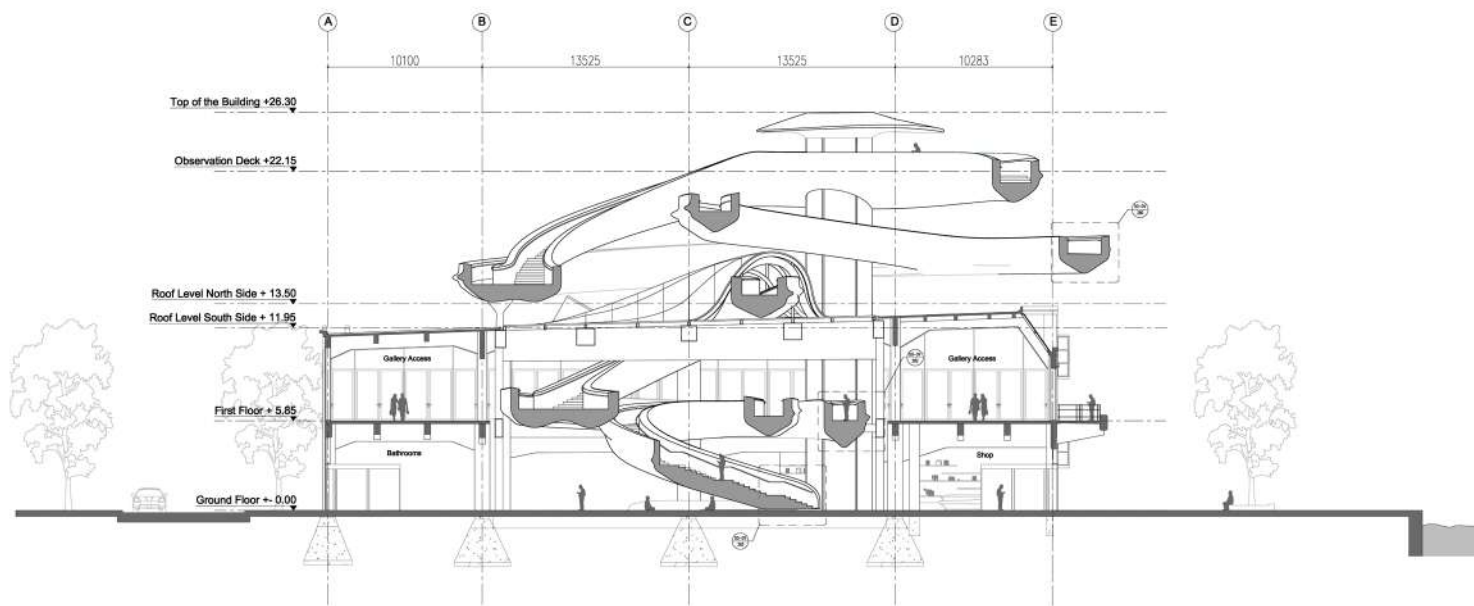 A B C D E
10100 13525 13525 10283
Top of the Building +26.30
Observation Deck +22.15
Roof Level North Side + 13.50
Roof Level South Side + 11.95
Gallery Access Gallery Access
First Floor + 5.85
Bathrooms Shop
Ground Floor +- 0.00